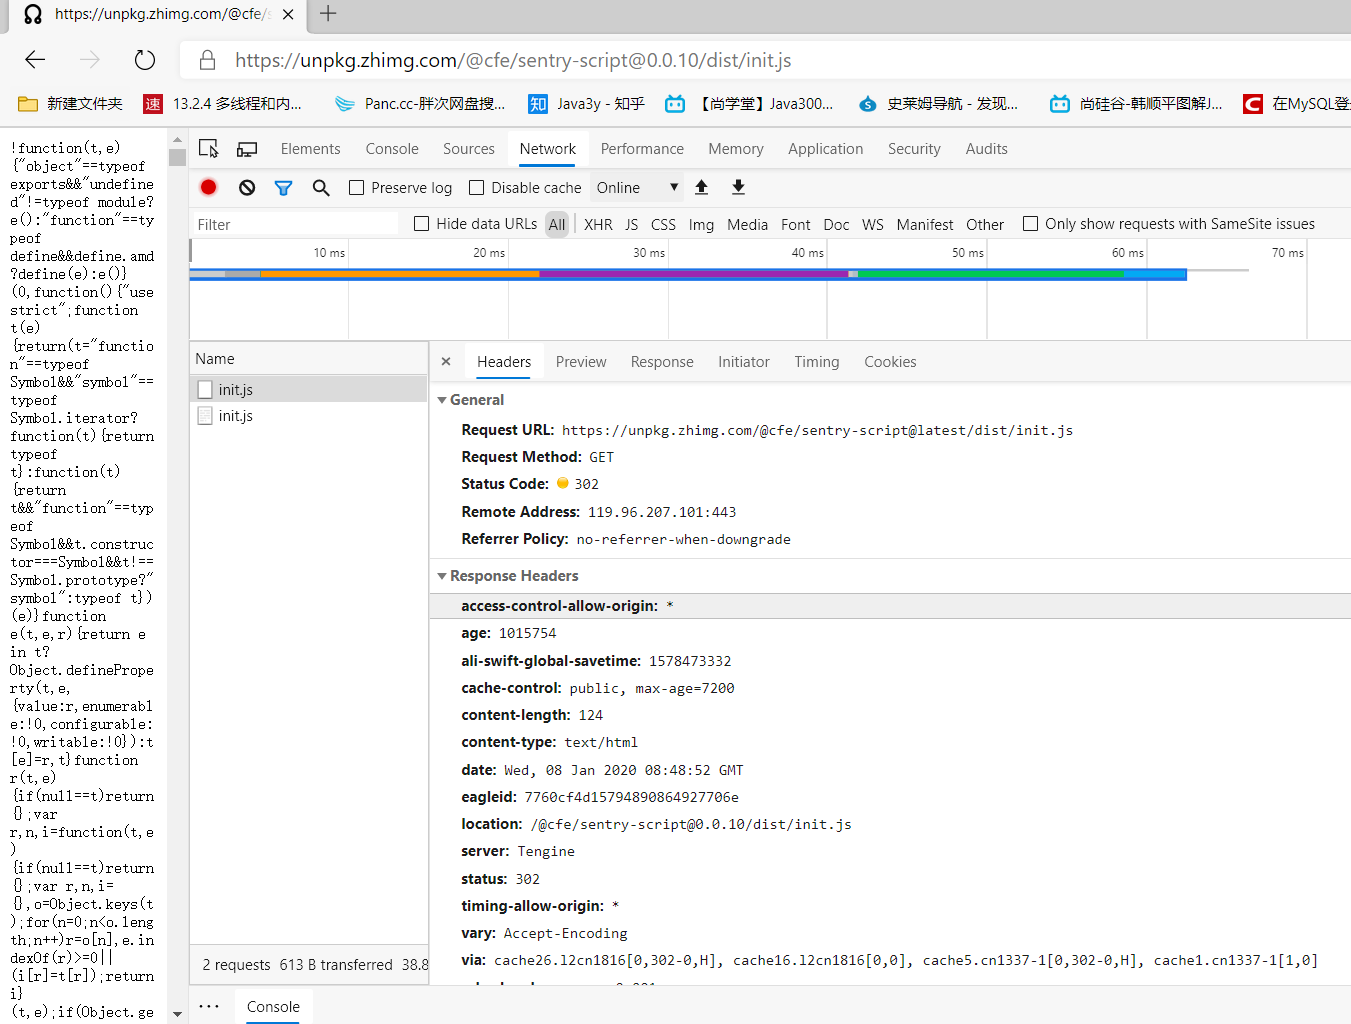 https://unpkg.zhimg.com/@cfe/s
https://unpkg.zhimg.com/@cfe/sentry-script@0.0.10/dist/init.js
新建文件夹 速 13.2.4 多线程和内... Panc.cc-胖次网盘搜... 知 Java3y - 知乎 【尚学堂】Java300... S 史莱姆导航 - 发现... 尚硅谷-韩顺平图解J... C 在MySQL登
!function(t,e)
{"object"==typeof
exports&&"undefine
d"!=typeof module?
e():"function"==ty
peof
define&&define.amd
?define(e):e()}
(0,function(){"use
strict";function
t(e)
{return(t="functio
n"==typeof
Symbol&&"symbol"==
typeof
Symbol.iterator?
function(t){return
typeof
t}:function(t)
{return
t&&"function"==typ
eof
Symbol&&t.construc
tor===Symbol&&t!==
Symbol.prototype?"
symbol":typeof t})
(e)}function
e(t,e,r){return e
in t?
Object.definePrope
rty(t,e,
{value:r,enumerabl
e:!0,configurable:
!0,writable:!0}):t
[e]=r,t}function
r(t,e)
{if(null==t)return
{};var
r,n,i=function(t,e
)
{if(null==t)return
{};var r,n,i=
{},o=Object.keys(t
);for(n=0;n<o.leng
th;n++)r=o[n],e.in
dexOf(r)>=0||
(i[r]=t[r]);return
i}
(t,e);if(Object.ge
Elements Console Sources Network Performance Memory Application Security Audits
Preserve log Disable cache Online
Filter Hide data URLs All XHR JS CSS Img Media Font Doc WS Manifest Other Only show requests with SameSite issues
10 ms 20 ms 30 ms 40 ms 50 ms 60 ms 70 ms
Name
init.js
init.js
2 requests 613 B transferred 38.8
× Headers Preview Response Initiator Timing Cookies
General
Request URL: https://unpkg.zhimg.com/@cfe/sentry-script@latest/dist/init.js
Request Method: GET
Status Code: 302
Remote Address: 119.96.207.101:443
Referrer Policy: no-referrer-when-downgrade
Response Headers
access-control-allow-origin: *
age: 1015754
ali-swift-global-savetime: 1578473332
cache-control: public, max-age=7200
content-length: 124
content-type: text/html
date: Wed, 08 Jan 2020 08:48:52 GMT
eagleid: 7760cf4d15794890864927706e
location: /@cfe/sentry-script@0.0.10/dist/init.js
server: Tengine
status: 302
timing-allow-origin: *
vary: Accept-Encoding
via: cache26.l2cn1816[0,302-0,H], cache16.l2cn1816[0,0], cache5.cn1337-1[0,302-0,H], cache1.cn1337-1[1,0]
Console